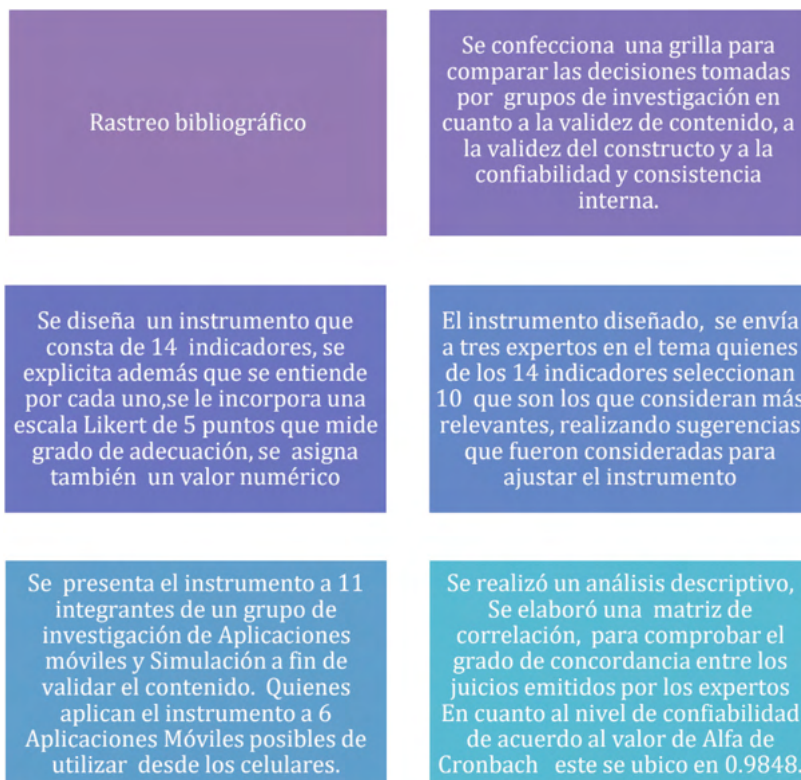 Rastreo bibliográfico
Se confecciona una grilla para
comparar las decisiones tomadas
por grupos de investigación en
cuanto a la validez de contenido, a
la validez del constructo y a la
confiabilidad y consistencia
interna.
Se diseña un instrumento que
consta de 14 indicadores, se
explicita además que se entiende
por cada uno,se le incorpora una
escala Likert de 5 puntos que mide
grado de adecuación, se asigna
también un valor numérico
El instrumento diseñado, se envía
a tres expertos en el tema quienes
de los 14 indicadores seleccionan
10 que son los que consideran más
relevantes, realizando sugerencias
que fueron consideradas para
ajustar el instrumento
Se presenta el instrumento a 11
integrantes de un grupo de
investigación de Aplicaciones
móviles y Simulación a fin de
validar el contenido. Quienes
aplican el instrumento a 6
Aplicaciones Móviles posibles de
utilizar desde los celulares.
Se realizó un análisis descriptivo,
Se elaboró una matriz de
correlación, para comprobar el
grado de concordancia entre los
juicios emitidos por los expertos
En cuanto al nivel de confiabilidad
de acuerdo al valor de Alfa de
Cronbach este se ubico en 0.9848.